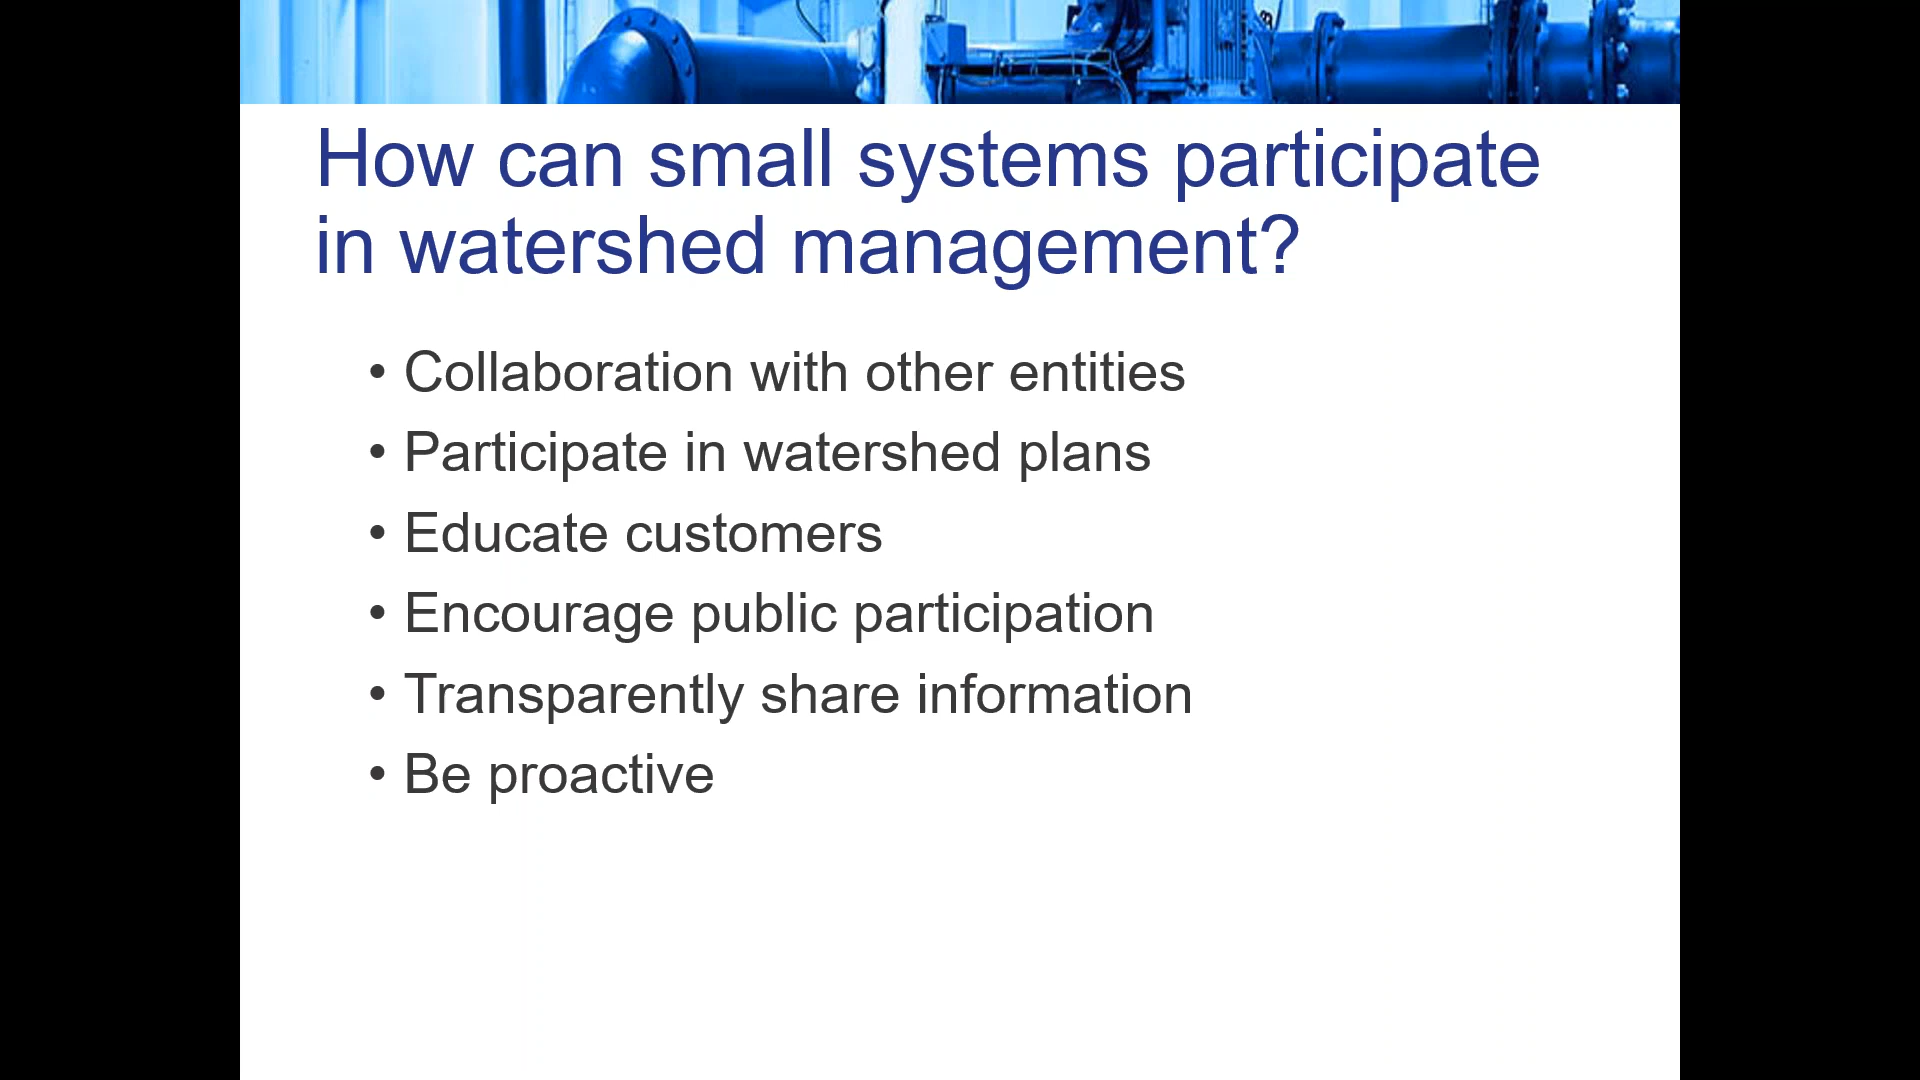 How can small systems participate
in watershed management?
• Collaboration with other entities
• Participate in watershed plans
• Educate customers
• Encourage public participation
• Transparently share information
• Be proactive